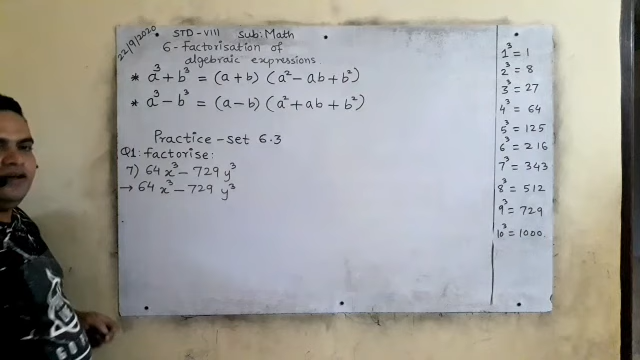 22/9/2020
STD-VIII Sub: Math
6-Factorisation of
algebraic expressions.
* a³ + b³ = (a+b) (a² - ab + b²)
* a³ - b³ = (a-b) (a² + ab + b²)
Practice-set 6.3
Q1: factorise:
7) 64 x³ - 729 y³
→ 64 x³ - 729 y³
1³ = 1
2³ = 8
3³ = 27
4³ = 64
5³ = 125
6³ = 216
7³ = 343
8³ = 512
9³ = 729
10³ = 1000.